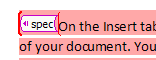 spec On the Insert tab
of your document. You